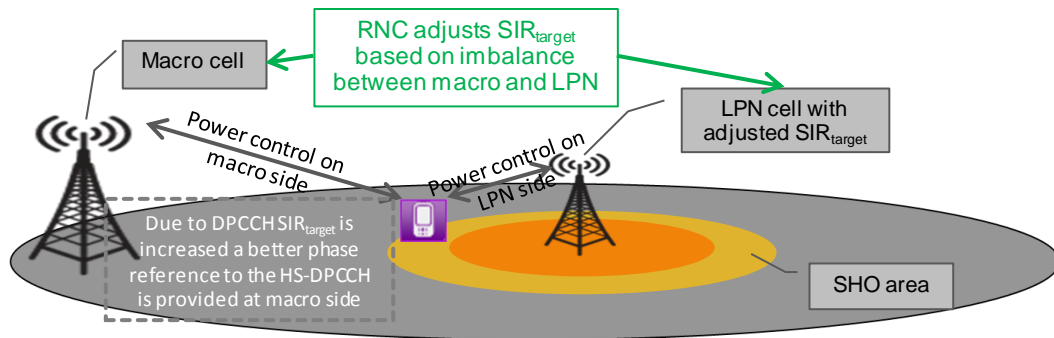 RNC adjusts SIRtarget
based on imbalance
between macro and LPN
Macro cell
LPN cell with
adjusted SIRtarget
Power control on
macro side
Power control on
LPN side
Due to DPCCHSIRtarget is
increased a better phase
reference to the HS-DPCCH
is provided at macro side
SHO area